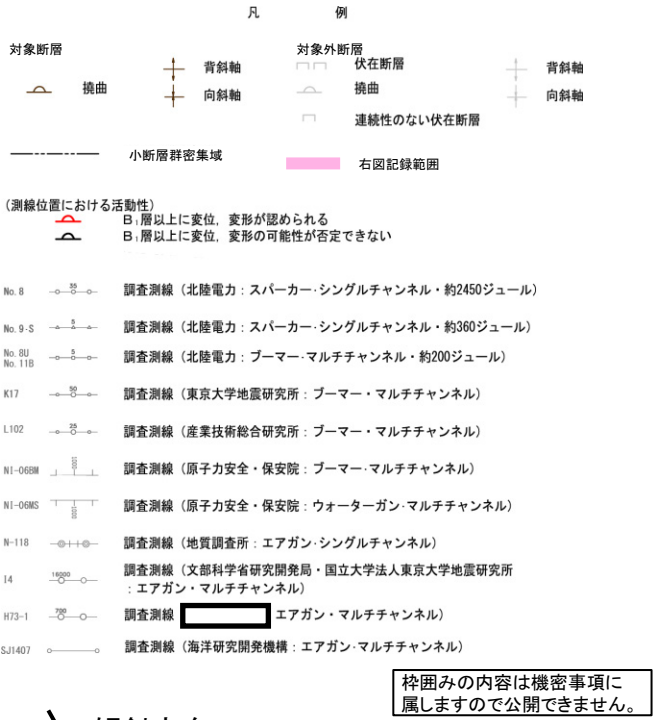 凡 例
対象断層
対象外断層
背斜軸
撓曲
向斜軸
伏在断層
撓曲
連続性のない伏在断層
背斜軸
向斜軸
小断層群密集域
右図記録範囲
(測線位置における活動性)
B₁層以上に変位，変形が認められる
B₁層以上に変位，変形の可能性が否定できない
No. 8 35 調査測線（北陸電力：スパーカー・シングルチャンネル・約2450ジュール）
No. 9-S 5 調査測線（北陸電力：スパーカー・シングルチャンネル・約360ジュール）
No. 8U
No. 11B 5 調査測線（北陸電力：ブーマー・マルチチャンネル・約200ジュール）
K17 50 調査測線（東京大学地震研究所：ブーマー・マルチチャンネル）
L102 25 調査測線（産業技術総合研究所：ブーマー・マルチチャンネル）
NI-06BM 1000 調査測線（原子力安全・保安院：ブーマー・マルチチャンネル）
NI-06MS 1000 調査測線（原子力安全・保安院：ウォーターガン・マルチチャンネル）
N-118 調査測線（地質調査所：エアガン・シングルチャンネル）
I4 16000 調査測線（文部科学省研究開発局・国立大学法人東京大学地震研究所
：エアガン・マルチチャンネル）
H73-1 700 調査測線 エアガン・マルチチャンネル）
SJ1407 調査測線（海洋研究開発機構：エアガン・マルチチャンネル）
枠囲みの内容は機密事項に
属しますので公開できません。